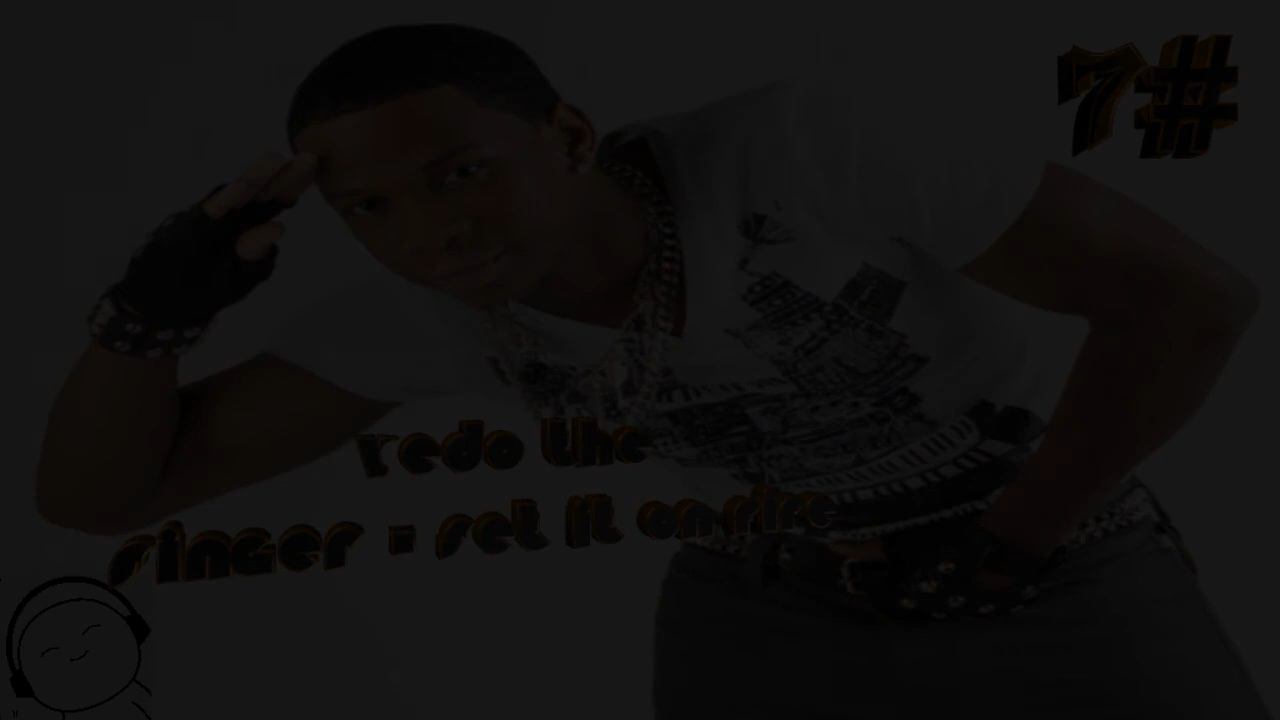 7#
redo the
singer - set it on fire